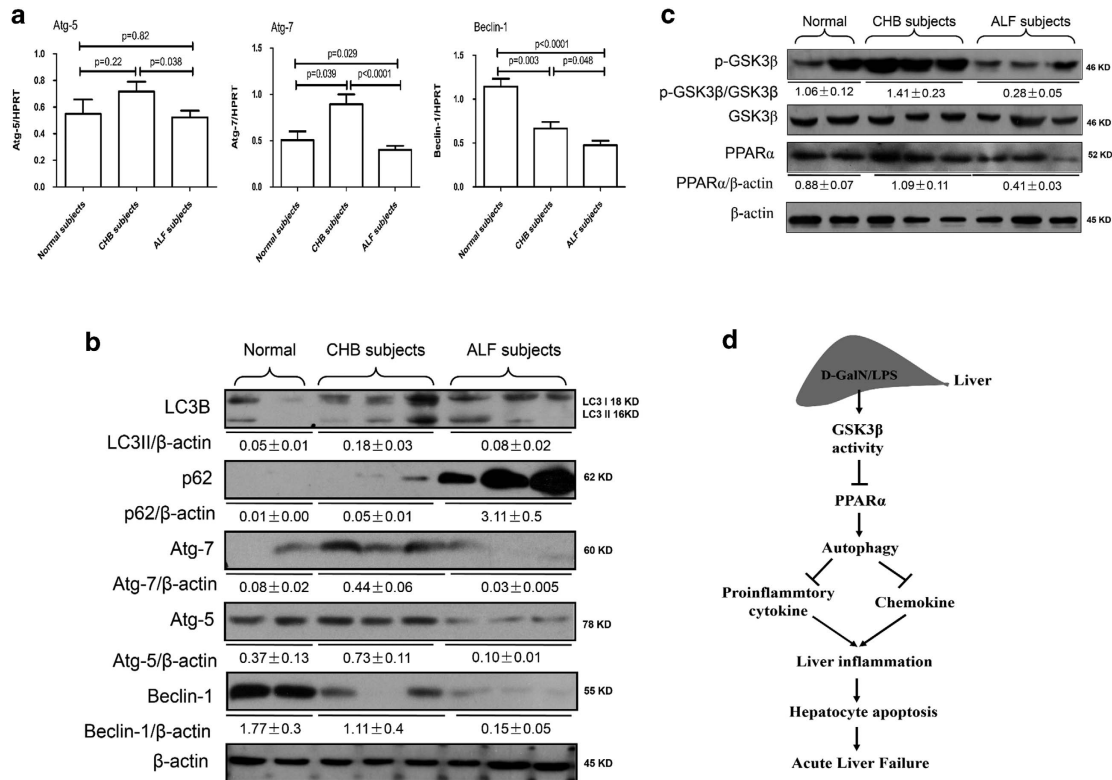 a
Atg-5
p=0.82
p=0.22 p=0.038
Atg-5/HPRT
1.0
0.8
0.6
0.4
0.2
0.0
Normal subjects
CHB subjects
ALF subjects
Atg-7
p=0.029
p=0.039 p<0.0001
Atg-7/HPRT
1.5
1.0
0.5
0.0
Normal subjects
CHB subjects
ALF subjects
Beclin-1
p<0.0001
p=0.003 p=0.048
Beclin-1/HPRT
1.5
1.0
0.5
0.0
Normal subjects
CHB subjects
ALF subjects
b
Normal CHB subjects ALF subjects
LC3B LC3 I 18 KD
LC3 II 16KD
LC3II/β-actin 0.05±0.01 0.18±0.03 0.08±0.02
p62 62 KD
p62/β-actin 0.01±0.00 0.05±0.01 3.11±0.5
Atg-7 60 KD
Atg-7/β-actin 0.08±0.02 0.44±0.06 0.03±0.005
Atg-5 78 KD
Atg-5/β-actin 0.37±0.13 0.73±0.11 0.10±0.01
Beclin-1 55 KD
Beclin-1/β-actin 1.77±0.3 1.11±0.4 0.15±0.05
β-actin 45 KD
c
Normal CHB subjects ALF subjects
p-GSK3β 46 KD
p-GSK3β/GSK3β 1.06±0.12 1.41±0.23 0.28±0.05
GSK3β 46 KD
PPARα 52 KD
PPARα/β-actin 0.88±0.07 1.09±0.11 0.41±0.03
β-actin 45 KD
d
D-GalN/LPS
Liver
GSK3β
activity
PPARα
Autophagy
Proinflammtory
cytokine
Chemokine
Liver inflammation
Hepatocyte apoptosis
Acute Liver Failure